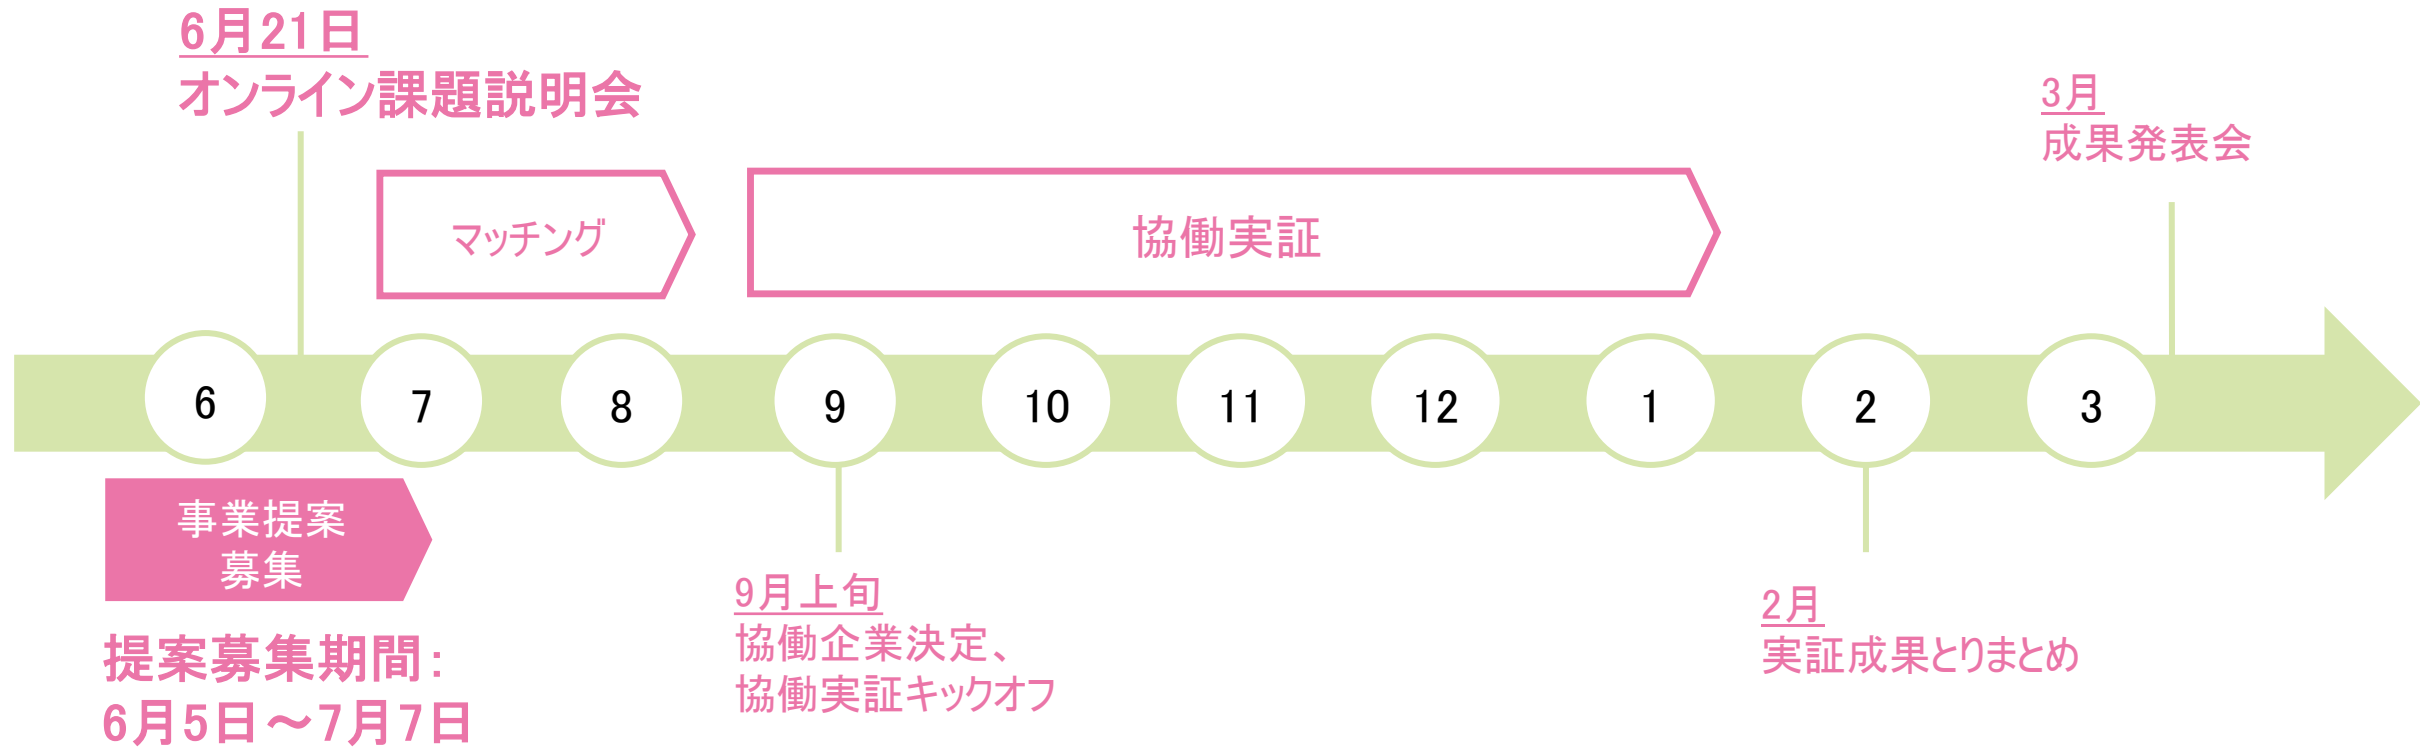 6月21日
オンライン課題説明会
3月
成果発表会
マッチング
協働実証
6
7
8
9
10
11
12
1
2
3
事業提案
募集
提案募集期間：
6月5日～7月7日
9月上旬
協働企業決定、
協働実証キックオフ
2月
実証成果とりまとめ